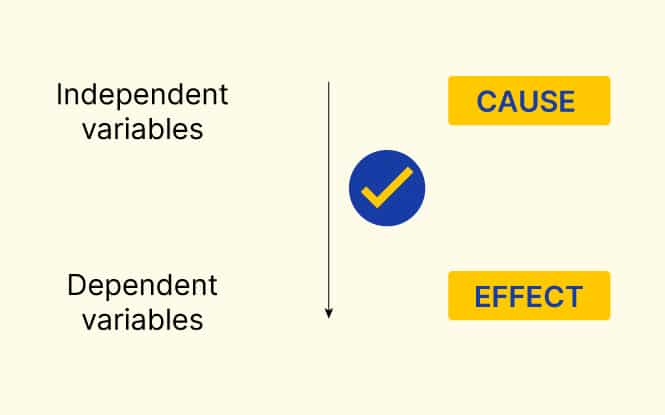 Independent
variables
CAUSE
Dependent
variables
EFFECT